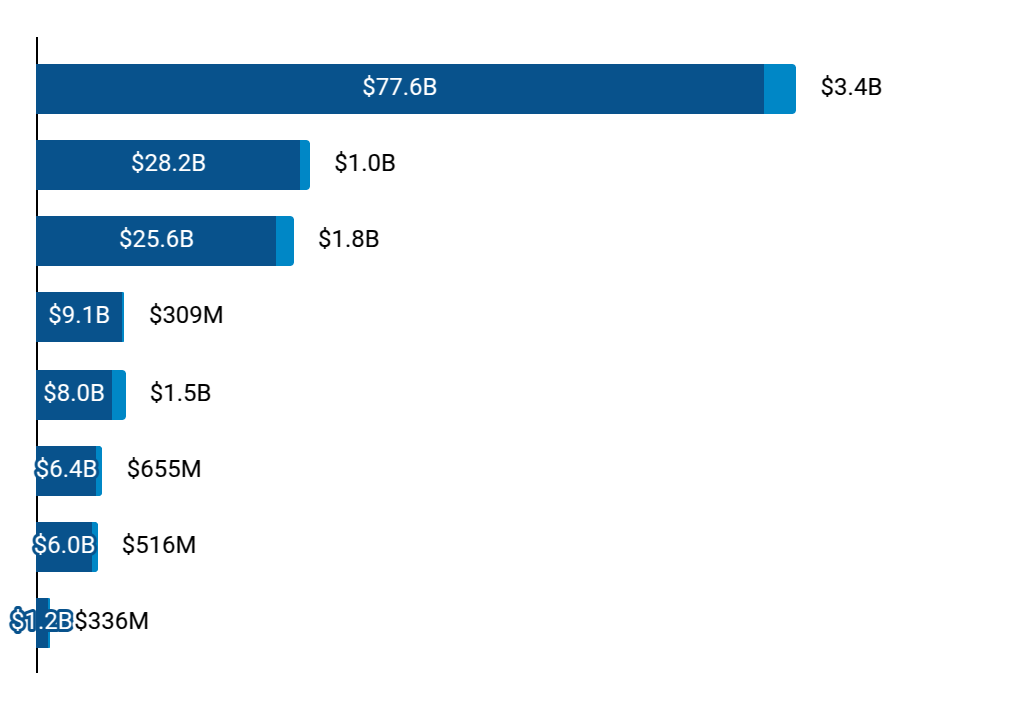 $77.6B $3.4B
$28.2B $1.0B
$25.6B $1.8B
$9.1B $309M
$8.0B $1.5B
$6.4B $655M
$6.0B $516M
$1.2B $336M